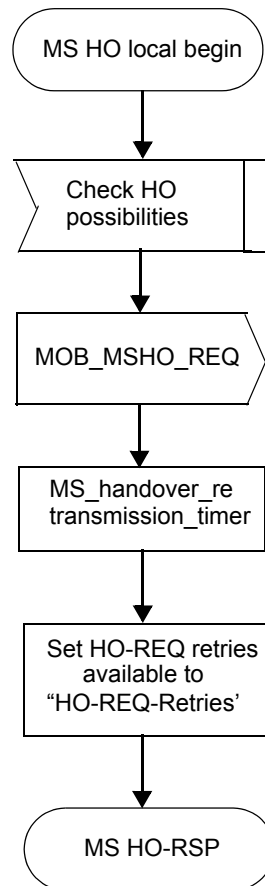 MS HO local begin
Check HO
possibilities
MOB_MSHO_REQ
MS_handover_re
transmission_timer
Set HO-REQ retries
available to
“HO-REQ-Retries’
MS HO-RSP